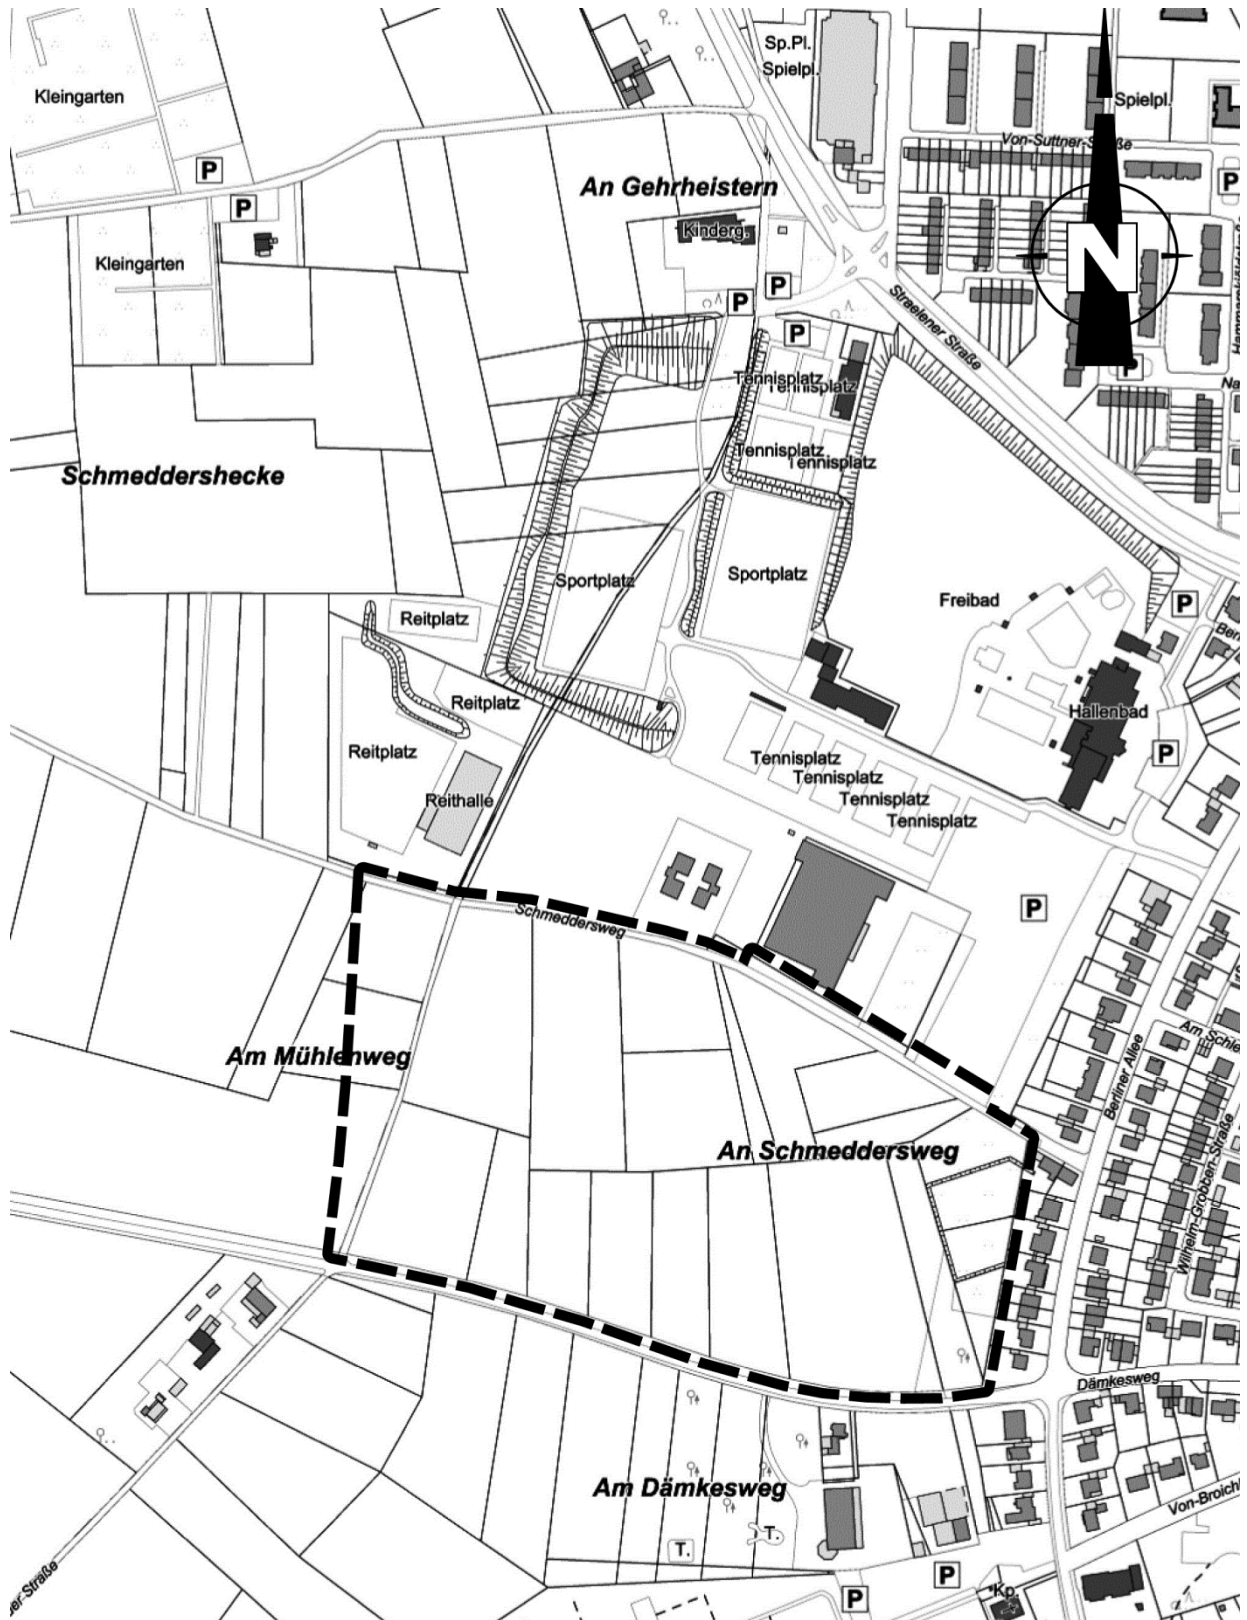 Sp.Pl.
Spielpl.
Kleingarten
Spielpl.
Von-Suttner-Straße
P
P
An Gehrheistern
P
Kinderg.
N
Kleingarten
P
P
P
Straelener Straße
P
Tennisplatz
Tennisplatz
Tennisplatz
Tennisplatz
Schmeddershecke
Sportplatz
Sportplatz
Freibad
P
Reitplatz
Reitplatz
Hallenbad
Reitplatz
P
Tennisplatz
Tennisplatz
Tennisplatz
Tennisplatz
Reithalle
P
Schmeddersweg
Am Mühlenweg
Berliner Allee
An Schmeddersweg
Wilhelm-Grobben-Straße
Dämkesweg
Am Dämkesweg
Von-Broich
T.
T.
P
P
Kp.
er-Straße